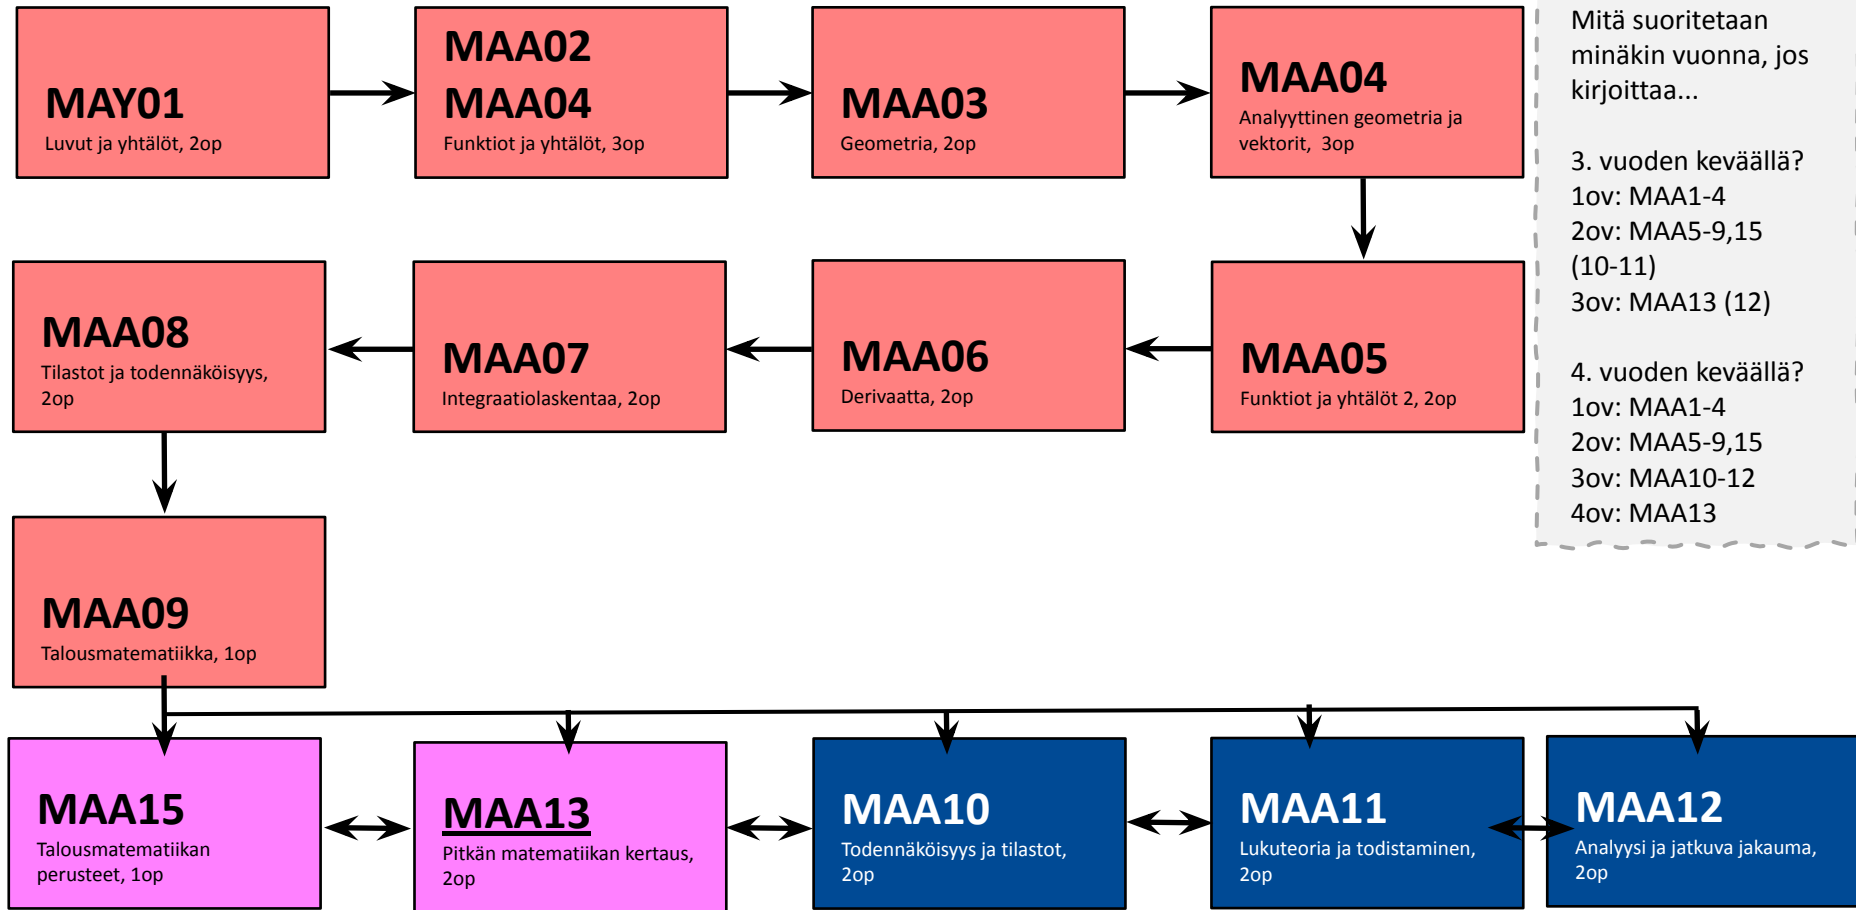 MAY01
Luvut ja yhtälöt, 2op
MAA02
MAA04
Funktiot ja yhtälöt, 3op
MAA03
Geometria, 2op
MAA04
Analyyttinen geometria ja
vektorit, 3op
Mitä suoritetaan
minäkin vuonna, jos
kirjoittaa...
3. vuoden keväällä?
1ov: MAA1-4
2ov: MAA5-9,15
(10-11)
3ov: MAA13 (12)
4. vuoden keväällä?
1ov: MAA1-4
2ov: MAA5-9,15
3ov: MAA10-12
4ov: MAA13
MAA08
Tilastot ja todennäköisyys,
2op
MAA07
Integraatiolaskentaa, 2op
MAA06
Derivaatta, 2op
MAA05
Funktiot ja yhtälöt 2, 2op
MAA09
Talousmatematiikka, 1op
MAA15
Talousmatematiikan
perusteet, 1op
MAA13
Pitkän matematiikan kertaus,
2op
MAA10
Todennäköisyys ja tilastot,
2op
MAA11
Lukuteoria ja todistaminen,
2op
MAA12
Analyysi ja jatkuva jakauma,
2op